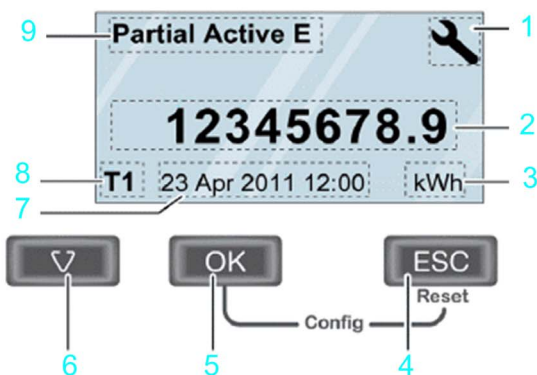 9 Partial Active E 1
12345678.9 2
8 T1 23 Apr 2011 12:00 kWh 3
7
OK ESC
Reset
Config
6 5 4